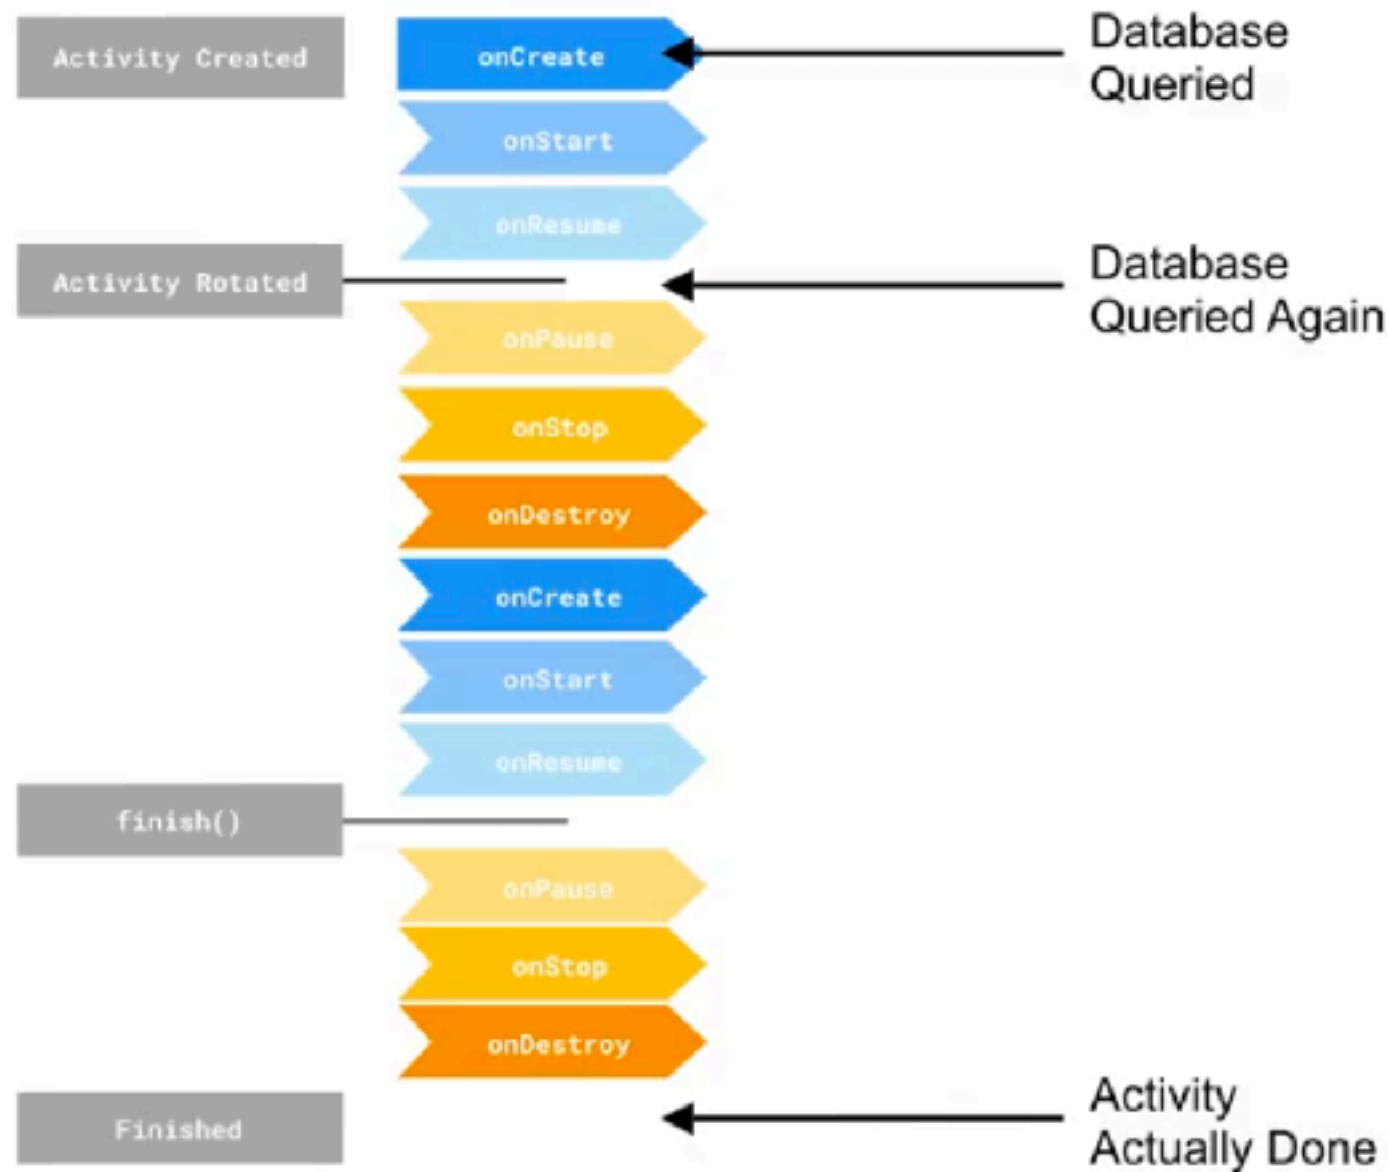 Activity Created
onCreate
Database
Queried
onStart
onResume
Activity Rotated
Database
Queried Again
onPause
onStop
onDestroy
onCreate
onStart
onResume
finish()
onPause
onStop
onDestroy
Finished
Activity
Actually Done